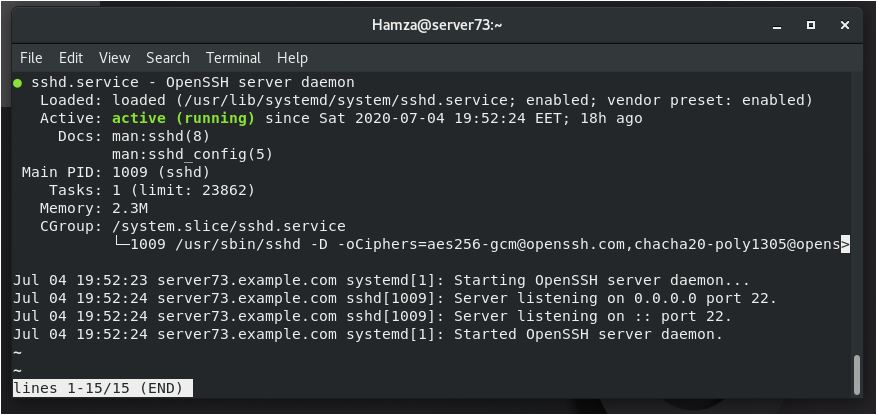 Hamza@server73:~
File Edit View Search Terminal Help
● sshd.service - OpenSSH server daemon
   Loaded: loaded (/usr/lib/systemd/system/sshd.service; enabled; vendor preset: enabled)
   Active: active (running) since Sat 2020-07-04 19:52:24 EET; 18h ago
     Docs: man:sshd(8)
           man:sshd_config(5)
 Main PID: 1009 (sshd)
    Tasks: 1 (limit: 23862)
   Memory: 2.3M
   CGroup: /system.slice/sshd.service
           └─1009 /usr/sbin/sshd -D -oCiphers=aes256-gcm@openssh.com,chacha20-poly1305@opens>
Jul 04 19:52:23 server73.example.com systemd[1]: Starting OpenSSH server daemon...
Jul 04 19:52:24 server73.example.com sshd[1009]: Server listening on 0.0.0.0 port 22.
Jul 04 19:52:24 server73.example.com sshd[1009]: Server listening on :: port 22.
Jul 04 19:52:24 server73.example.com systemd[1]: Started OpenSSH server daemon.
~
~
lines 1-15/15 (END)